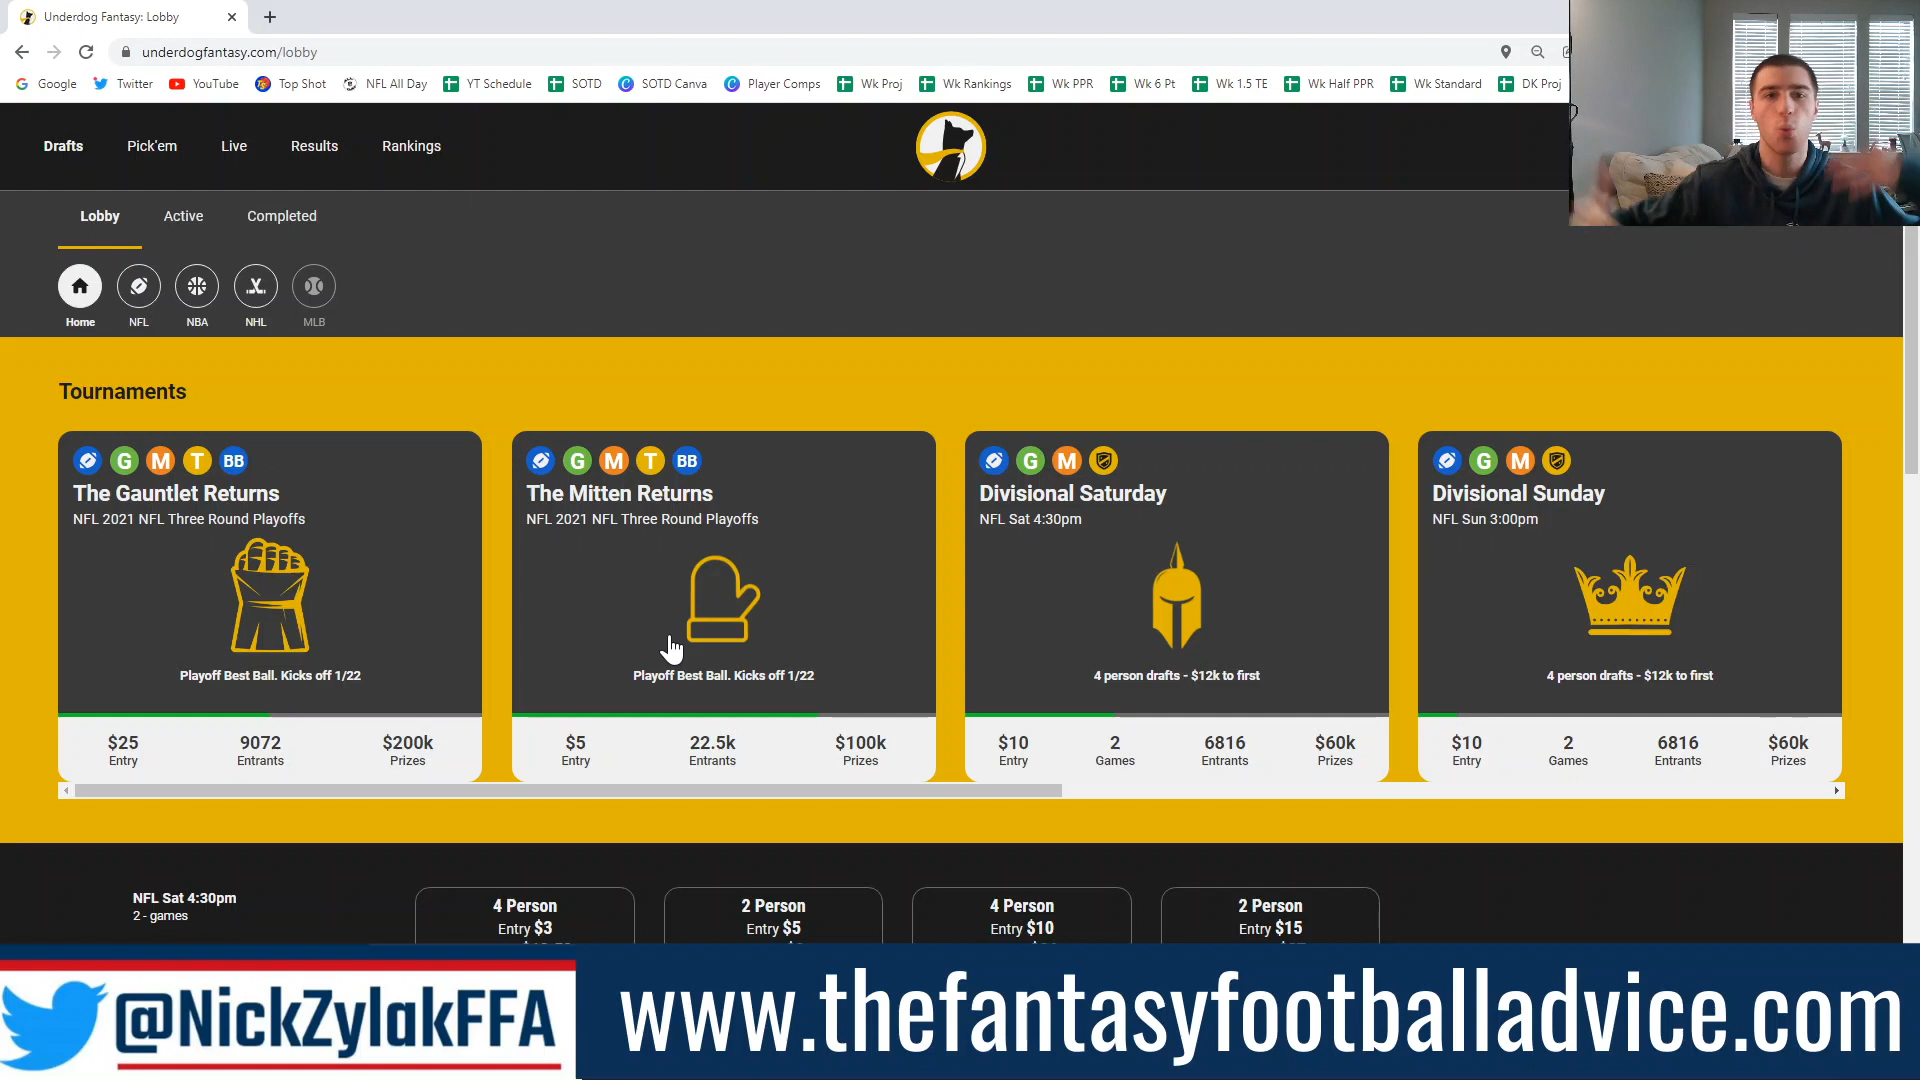 Underdog Fantasy: Lobby
underdogfantasy.com/lobby
Google Twitter YouTube Top Shot NFL All Day YT Schedule SOTD SOTD Canva Player Comps Wk Proj Wk Rankings Wk PPR Wk 6 Pt Wk 1.5 TE Wk Half PPR Wk Standard DK Proj
Drafts Pick'em Live Results Rankings
Lobby Active Completed
Home NFL NBA NHL MLB
Tournaments
G M T BB
The Gauntlet Returns
NFL 2021 NFL Three Round Playoffs
Playoff Best Ball. Kicks off 1/22
$25 9072 $200k
Entry Entrants Prizes
G M T BB
The Mitten Returns
NFL 2021 NFL Three Round Playoffs
Playoff Best Ball. Kicks off 1/22
$5 22.5k $100k
Entry Entrants Prizes
G M
Divisional Saturday
NFL Sat 4:30pm
4 person drafts - $12k to first
$10 2 6816 $60k
Entry Games Entrants Prizes
G M
Divisional Sunday
NFL Sun 3:00pm
4 person drafts - $12k to first
$10 2 6816 $60k
Entry Games Entrants Prizes
NFL Sat 4:30pm
2 - games
4 Person
Entry $3
2 Person
Entry $5
4 Person
Entry $10
2 Person
Entry $15
@NickZylakFFA
www.thefantasyfootballadvice.com